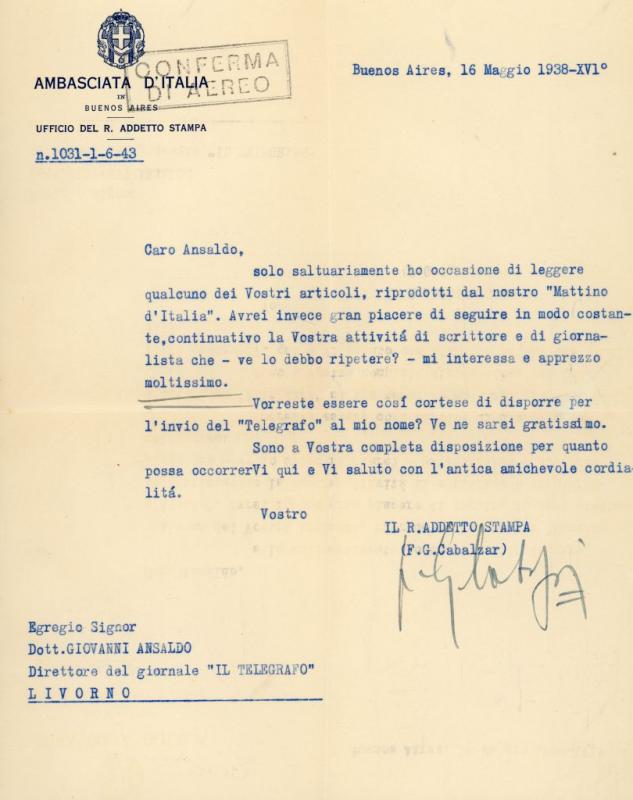 AMBASCIATA D'ITALIA
IN
BUENOS AIRES
UFFICIO DEL R. ADDETTO STAMPA
n.1031-1-6-43
CONFERMA
DI AEREO
Buenos Aires, 16 Maggio 1938-XVI°
Caro Ansaldo,
solo saltuariamente ho occasione di leggere
qualcuno dei Vostri articoli, riprodotti dal nostro "Mattino
d'Italia". Avrei invece gran piacere di seguire in modo costan-
te,continuativo la Vostra attivitá di scrittore e di giorna-
lista che - ve lo debbo ripetere? - mi interessa e apprezzo
moltissimo.
Vorreste essere cosí cortese di disporre per
l'invio del "Telegrafo" al mio nome? Ve ne sarei gratissimo.
Sono a Vostra completa disposizione per quanto
possa occorrerVi qui e Vi saluto con l'antica amichevole cordia-
litá.
Vostro
IL R.ADDETTO STAMPA
(F.G.Cabalzar)
Egregio Signor
Dott.GIOVANNI ANSALDO
Direttore del giornale "IL TELEGRAFO"
LIVORNO